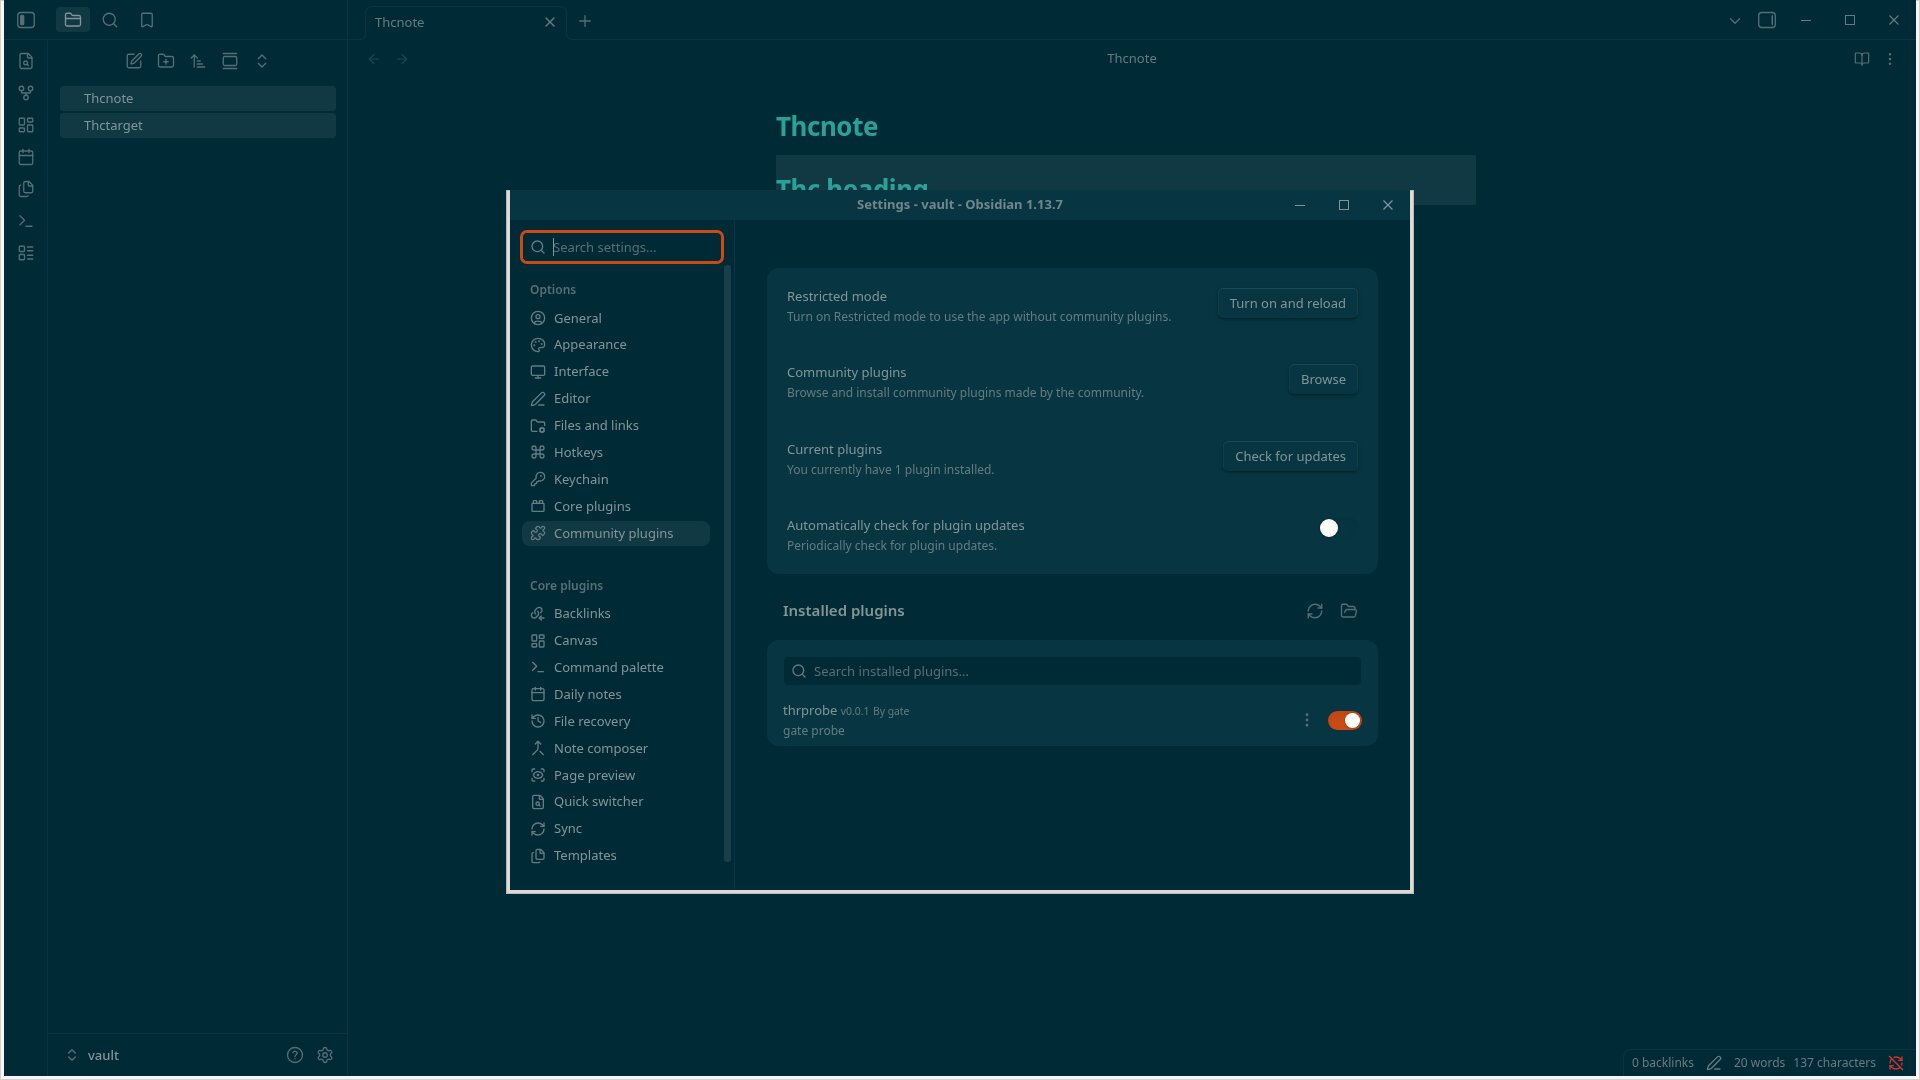 Thcnote
Thcnote
Thcnote
Thctarget
Thcnote
Thc heading
Settings - vault - Obsidian 1.13.7
Search settings...
Options
General
Appearance
Interface
Editor
Files and links
Hotkeys
Keychain
Core plugins
Community plugins
Core plugins
Backlinks
Canvas
Command palette
Daily notes
File recovery
Note composer
Page preview
Quick switcher
Sync
Templates
Restricted mode
Turn on Restricted mode to use the app without community plugins.
Turn on and reload
Community plugins
Browse and install community plugins made by the community.
Browse
Current plugins
You currently have 1 plugin installed.
Check for updates
Automatically check for plugin updates
Periodically check for plugin updates.
Installed plugins
Search installed plugins...
thrprobe v0.0.1 By gate
gate probe
vault
0 backlinks 20 words 137 characters